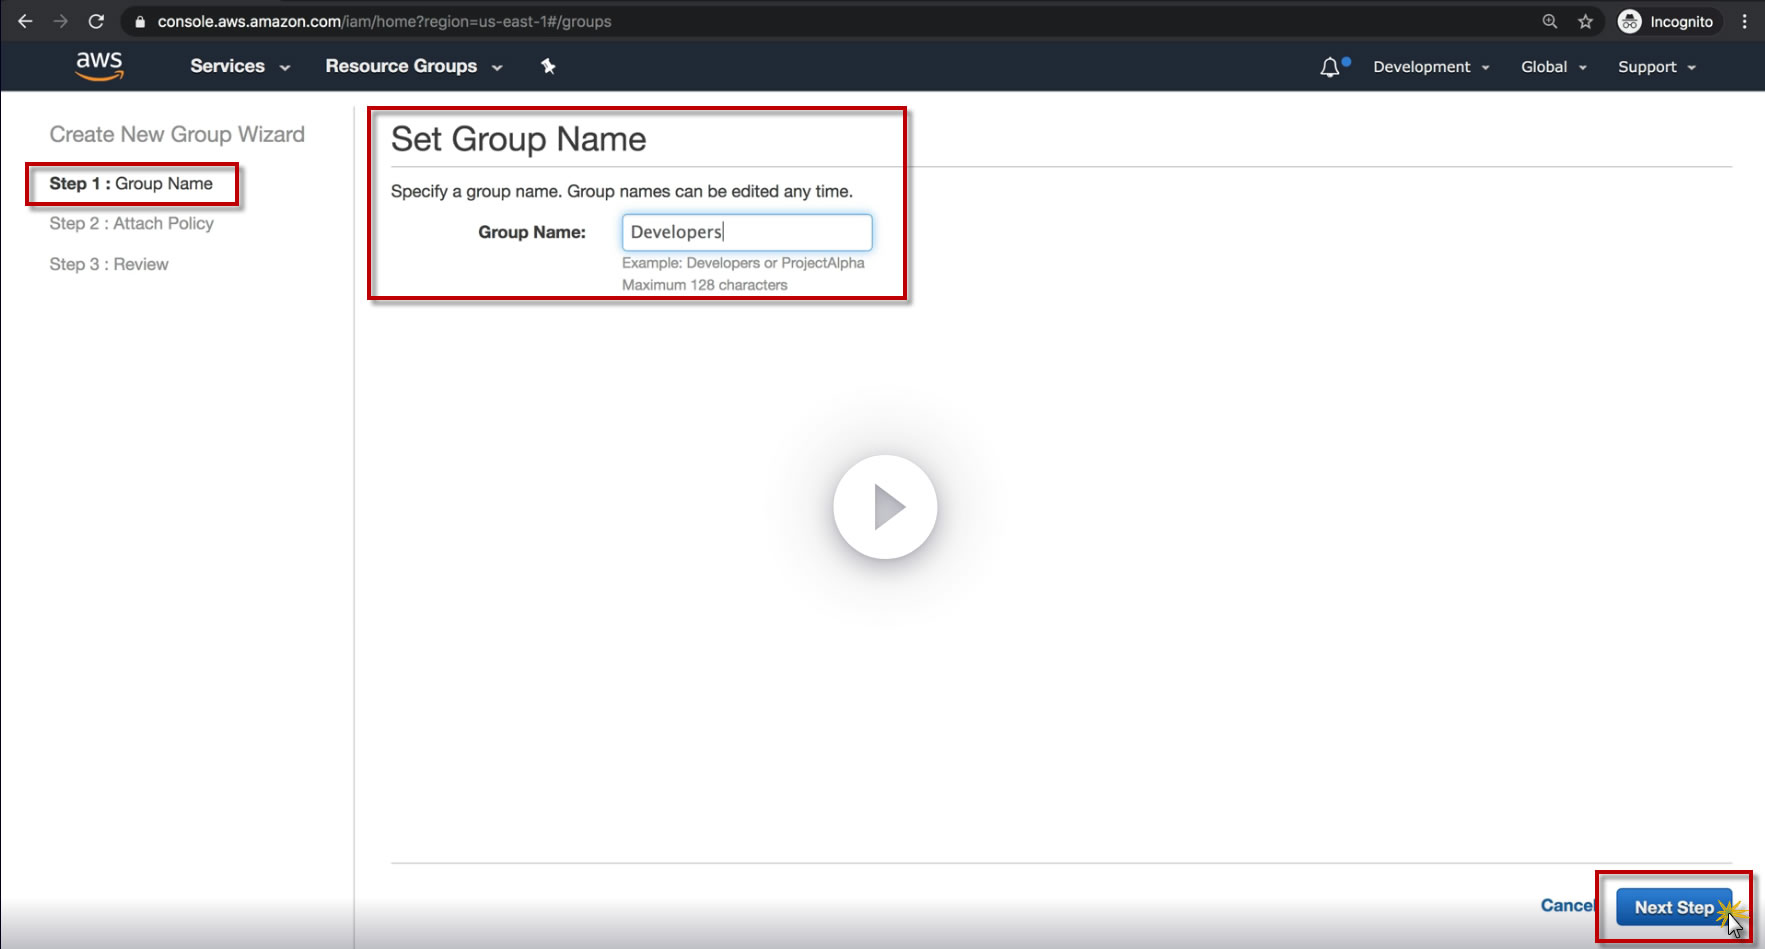 console.aws.amazon.com/iam/home?region=us-east-1#/groups
Incognito
aws
Services
Resource Groups
Development
Global
Support
Create New Group Wizard
Step 1 : Group Name
Step 2 : Attach Policy
Step 3 : Review
Set Group Name
Specify a group name. Group names can be edited any time.
Group Name:
Developers
Example: Developers or ProjectAlpha
Maximum 128 characters
Cancel
Next Step